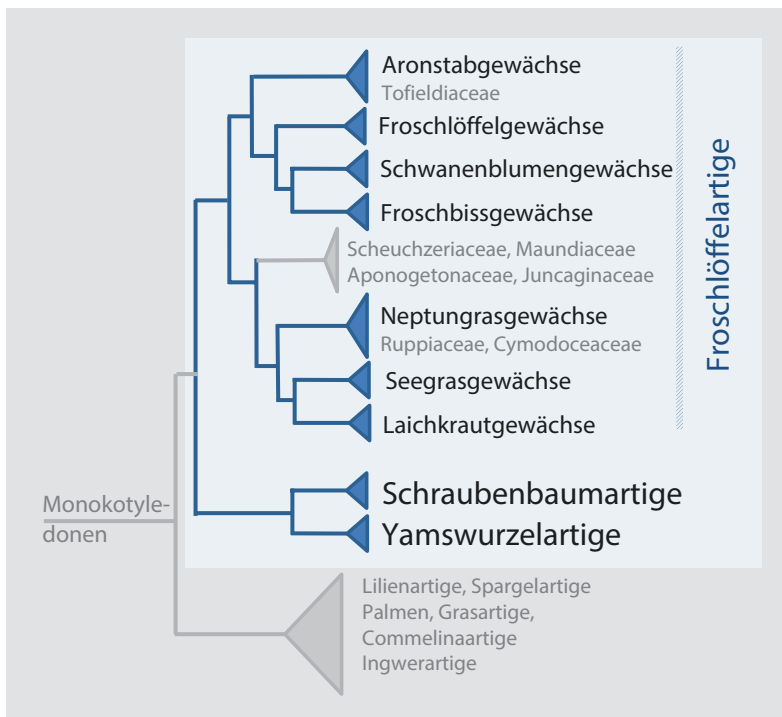 Aronstabgewächse
Tofieldiaceae
Froschlöffelgewächse
Schwanenblumengewächse
Froschbissgewächse
Scheuchzeriaceae, Maundiaceae
Aponogetonaceae, Juncaginaceae
Neptungrasgewächse
Ruppiaceae, Cymodoceaceae
Seegrasgewächse
Laichkrautgewächse
Froschlöffelartige
Schraubenbaumartige
Yamswurzelartige
Monokotyle-
donen
Lilienartige, Spargelartige
Palmen, Grasartige,
Commelinaartige
Ingwerartige